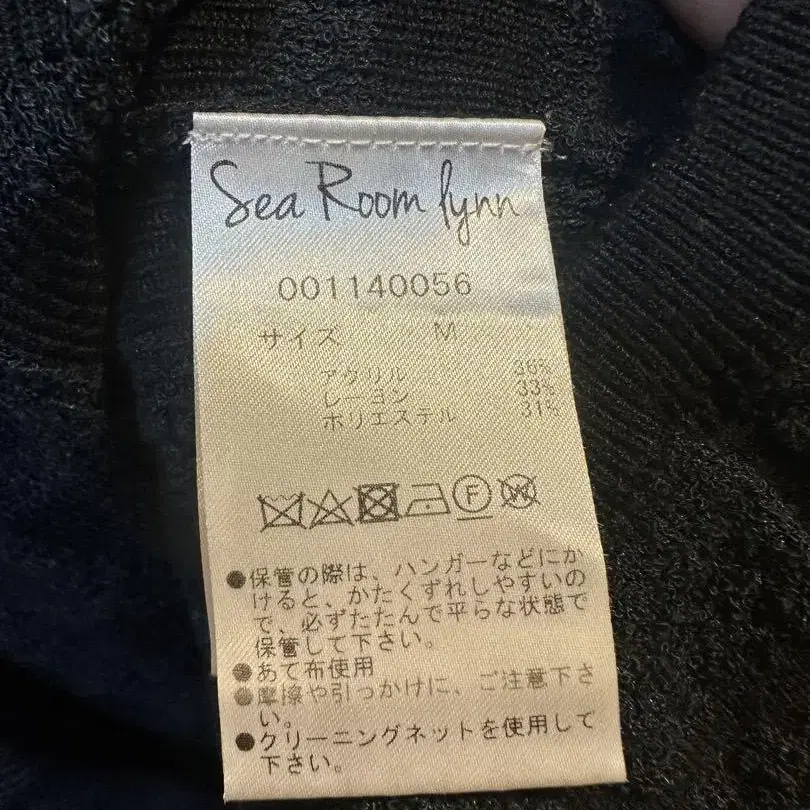 Sea Room lynn
001140056
サイズ M
アクリル 36%
レーヨン 33%
ポリエステル 31%
F W
●保管の際は、ハンガーなどにか
けると、かたくずれしやすいの
で、必ずたたんで平らな状態で
保管して下さい。
●あて布使用
●摩擦や引っかけに、ご注意下さ
い。
●クリーニングネットを使用して
下さい。